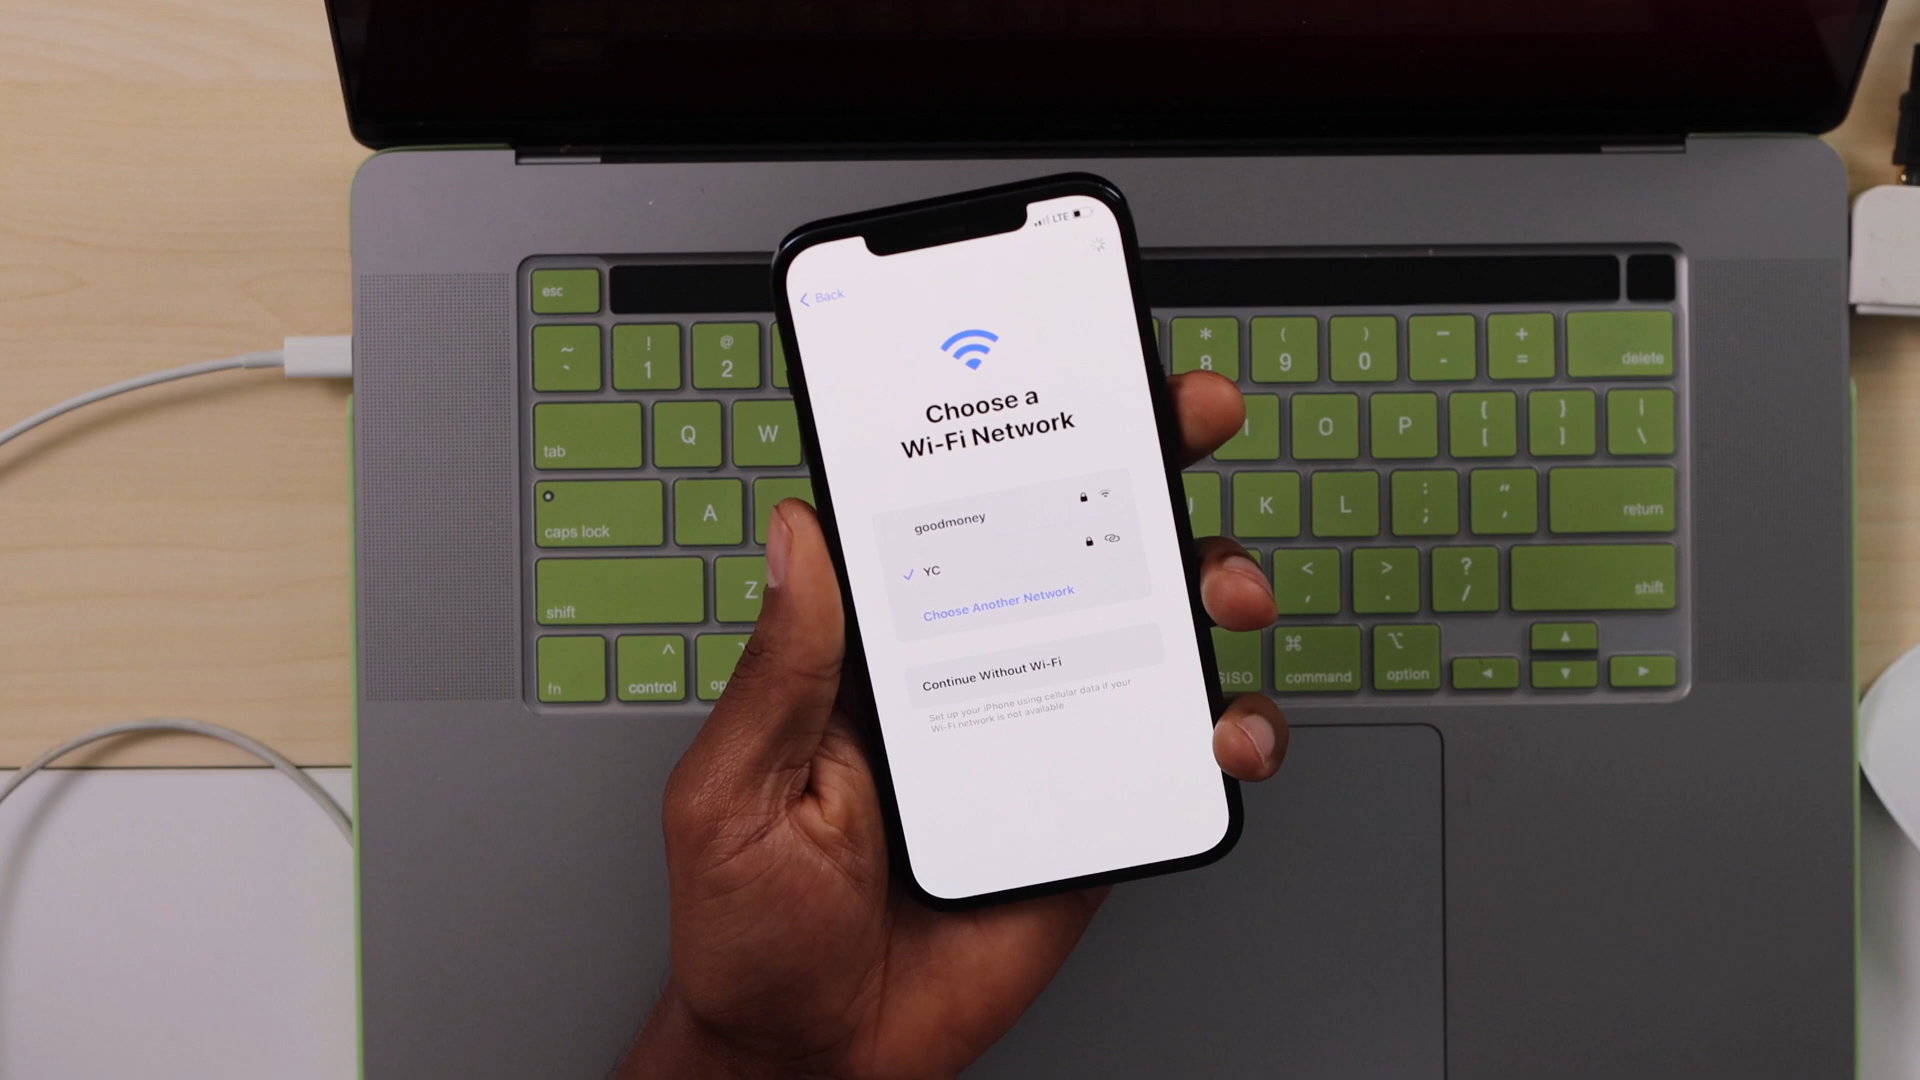 LTE
Back
Choose a
Wi-Fi Network
goodmoney
YC
Choose Another Network
Continue Without Wi-Fi
Set up your iPhone using cellular data if your
Wi-Fi network is not available.
esc
~ ! @ * ( ) _ +
` 1 2 8 9 0 - = delete
tab Q W I O P { [ } ] | \
caps lock A J K L : ; " , return
shift Z < , > . ? / shift
fn control op SISO command option